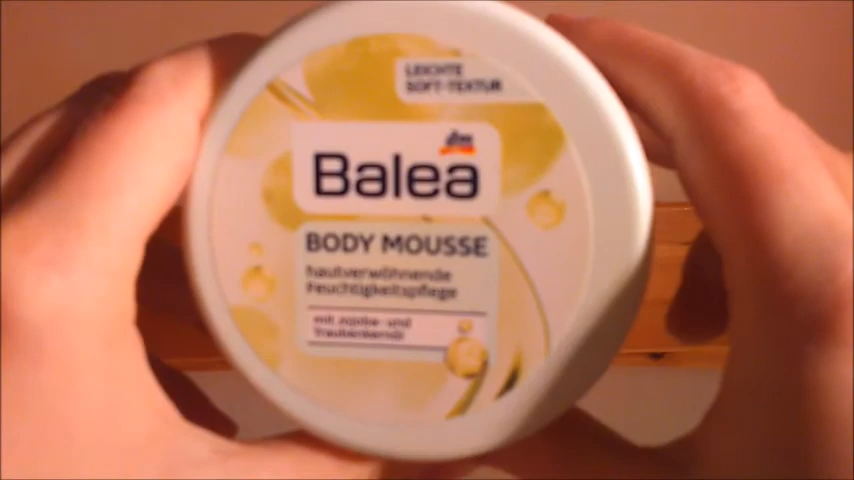 LEICHTE
SOFT-TEXTUR
dm
Balea
BODY MOUSSE
hautverwöhnende
Feuchtigkeitspflege
mit Jojoba- und
Traubenkernöl